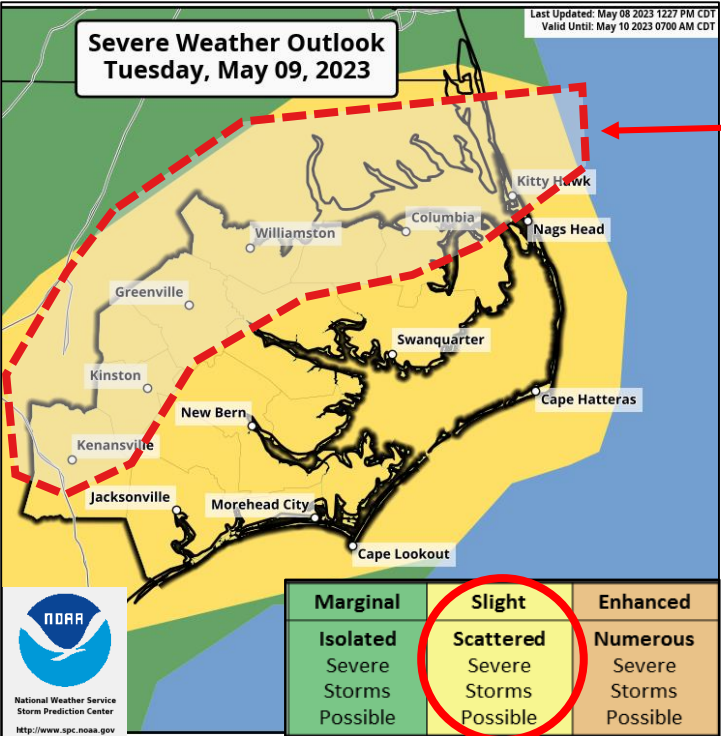 Last Updated: May 08 2023 1227 PM CDT
Valid Until: May 10 2023 0700 AM CDT
Severe Weather Outlook
Tuesday, May 09, 2023
Kitty Hawk
Columbia
Williamston
Nags Head
Greenville
Swanquarter
Kinston
Cape Hatteras
New Bern
Kenansville
Jacksonville
Morehead City
Cape Lookout
NOAA
National Weather Service
Storm Prediction Center
http://www.spc.noaa.gov
Marginal
Isolated
Severe
Storms
Possible
Slight
Scattered
Severe
Storms
Possible
Enhanced
Numerous
Severe
Storms
Possible